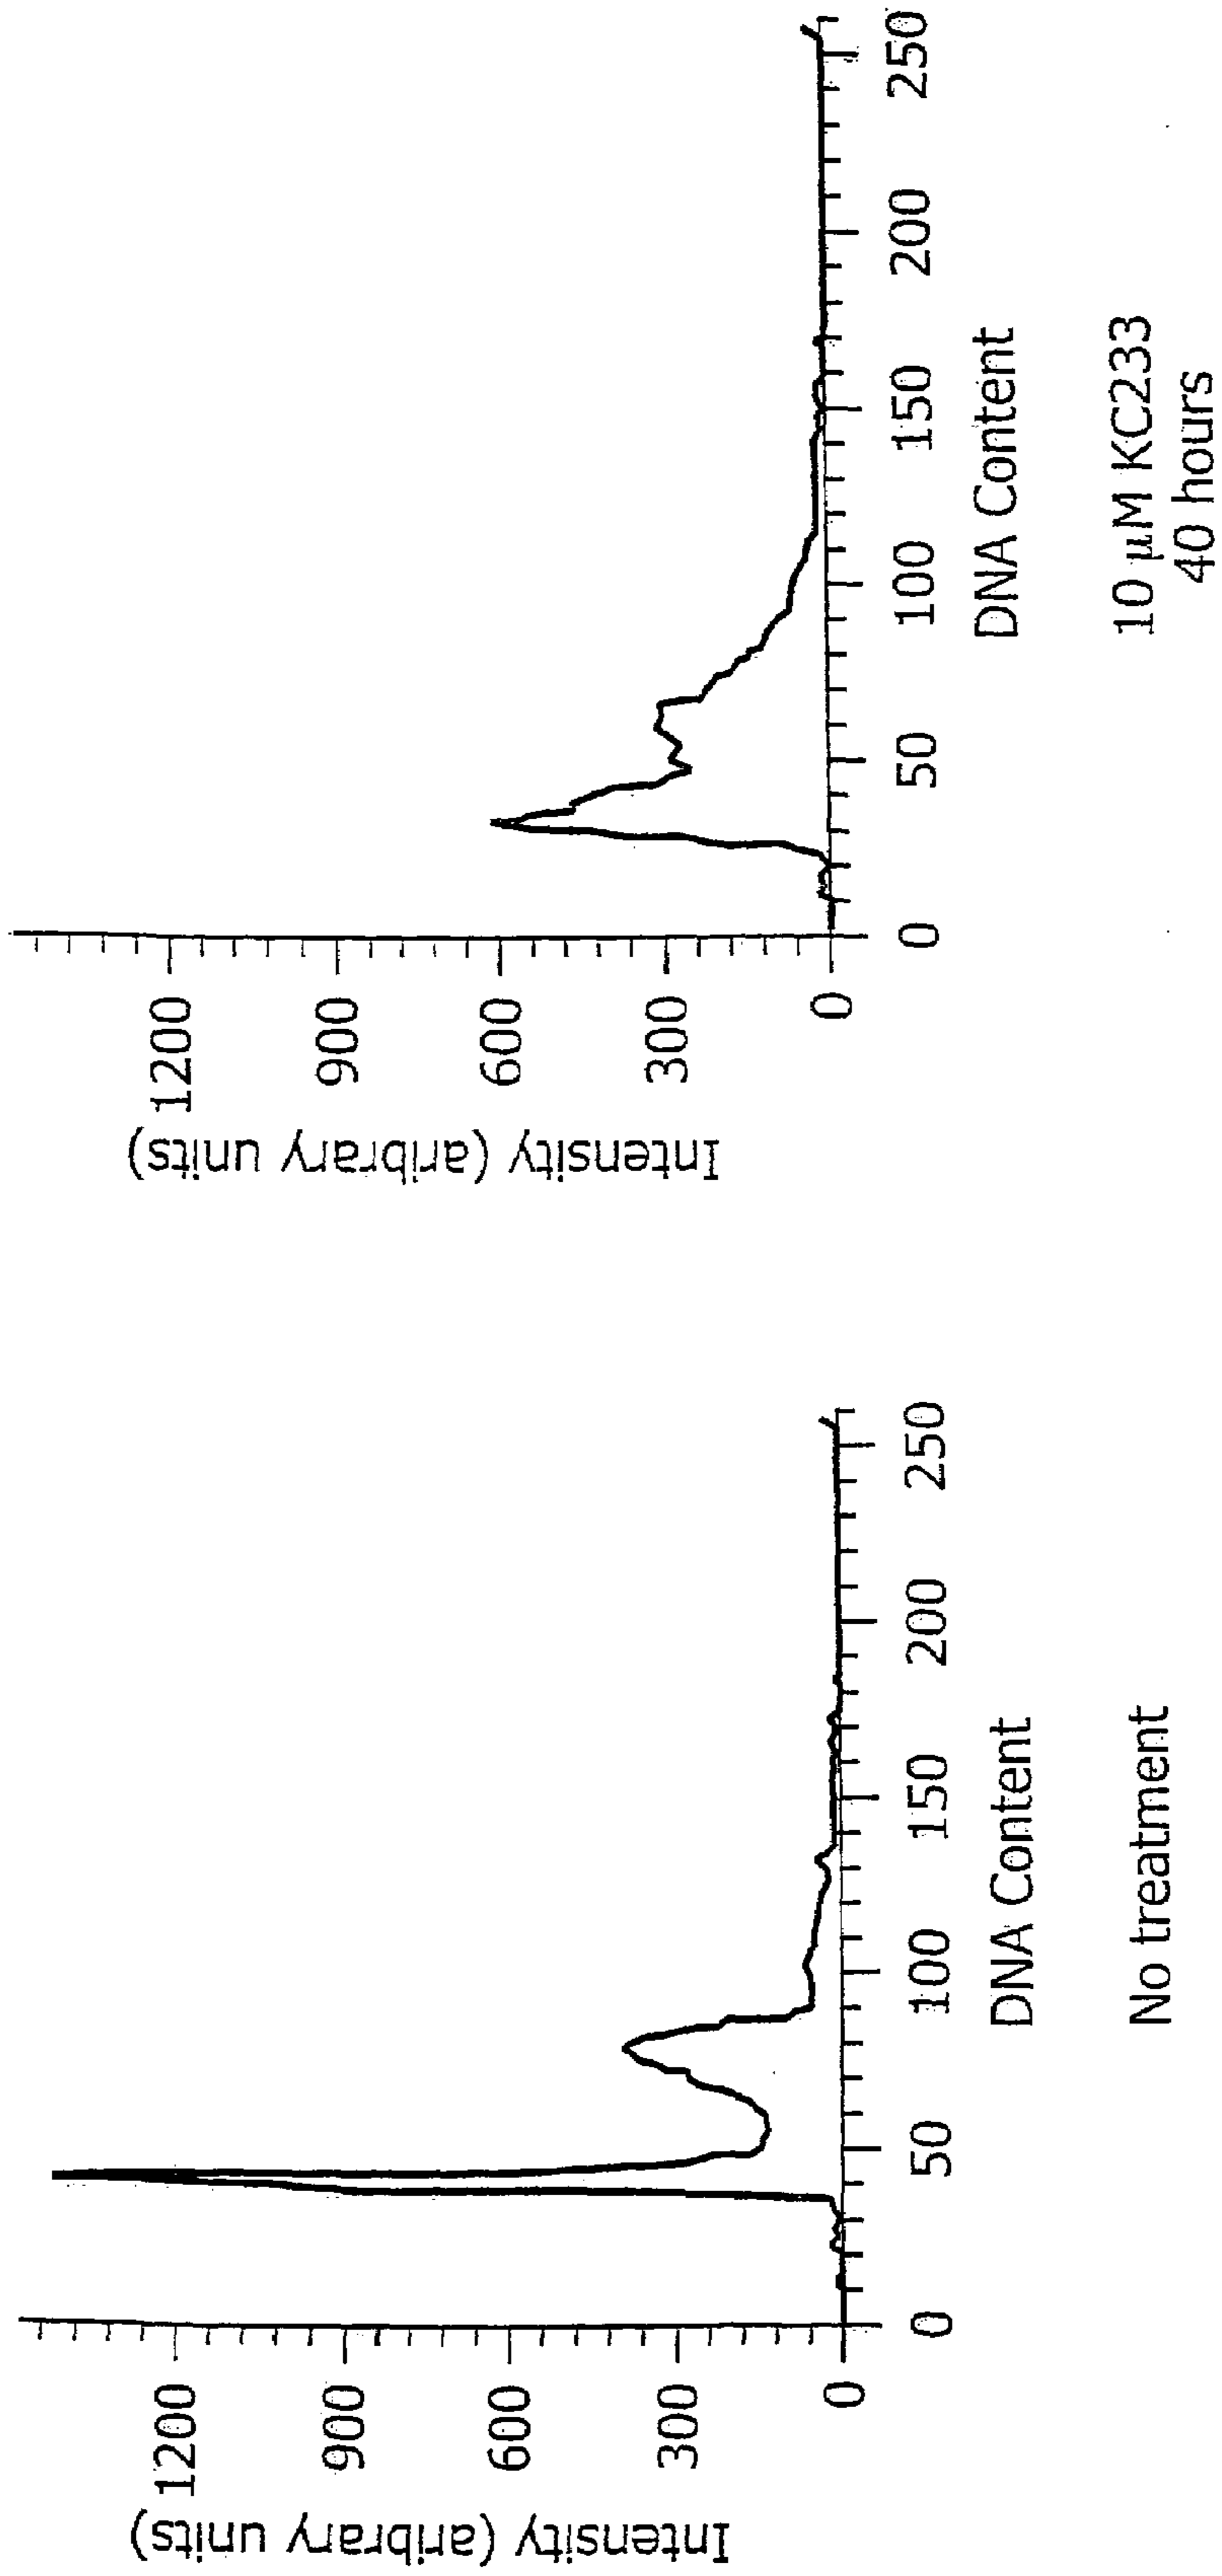 Intensity (aribrary units)
1200
900
600
300
0
0 50 100 150 200 250
DNA Content
No treatment
Intensity (aribrary units)
1200
900
600
300
0
0 50 100 150 200 250
DNA Content
10 µM KC233
40 hours